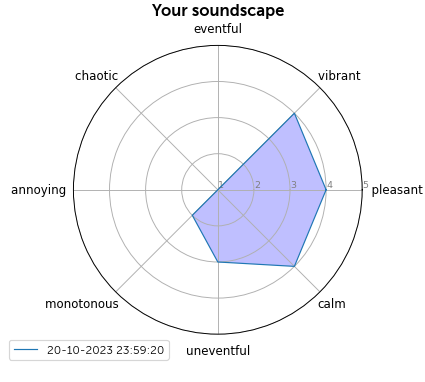 Your soundscape
eventful
chaotic
vibrant
annoying
1
2
3
4
5
pleasant
monotonous
calm
uneventful
20-10-2023 23:59:20